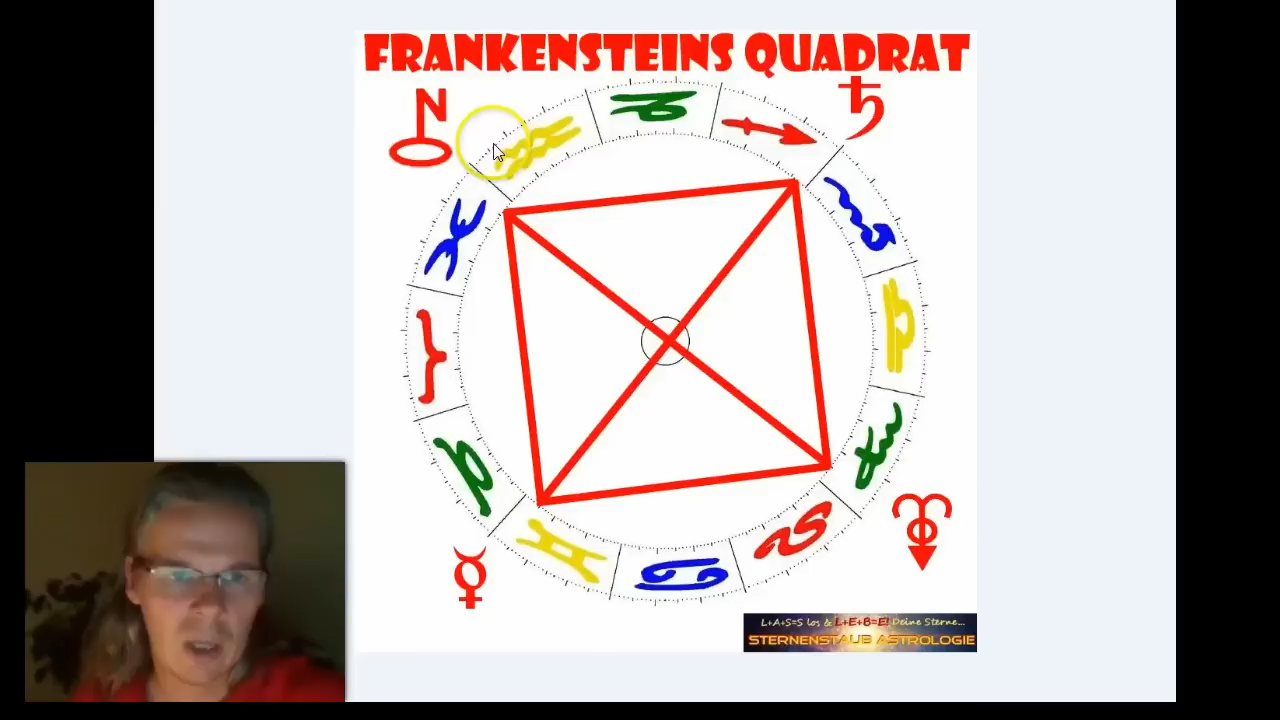 FRANKENSTEINS QUADRAT
N
L+A+S=S los & L+E+B=E! Deine Sterne...
STERNENSTAUB ASTROLOGIE